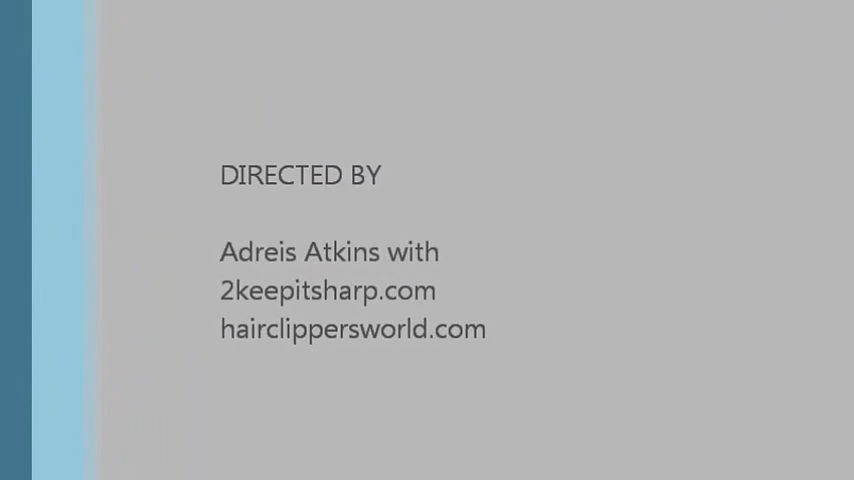 DIRECTED BY
Adreis Atkins with
2keepitsharp.com
hairclippersworld.com